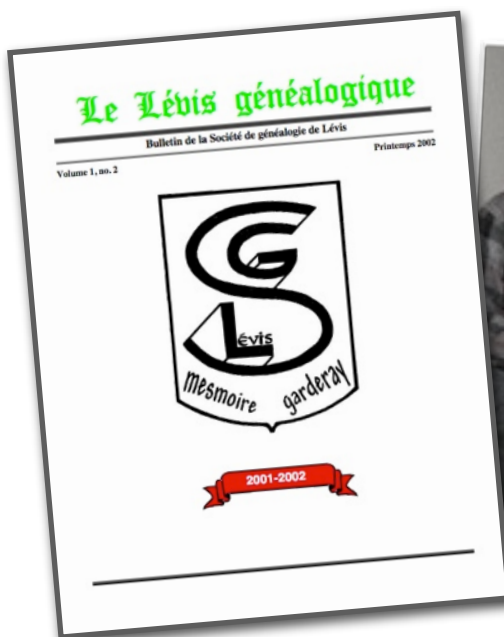 Le Lévis généalogique
Bulletin de la Société de généalogie de Lévis
Volume 1, no. 2
Printemps 2002
SG
Lévis
mesmoire garderay
2001-2002